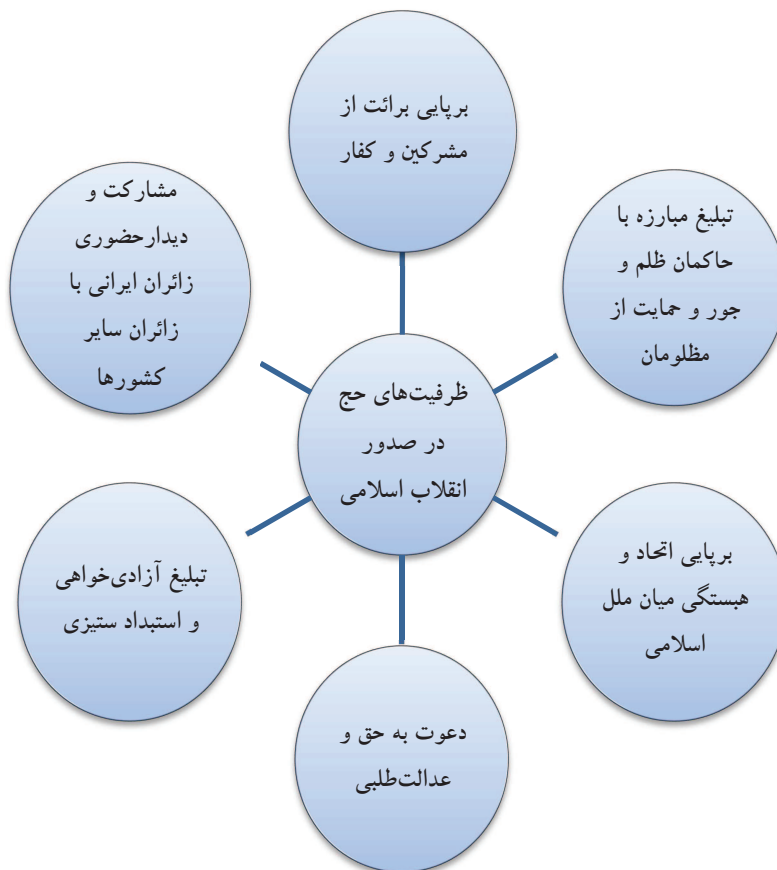 برپایی برائت از
مشرکین و کفار
تبلیغ مبارزه با
حاکمان ظلم و
جور و حمایت از
مظلومان
مشارکت و
دیدارحضوری
زائران ایرانی با
زائران سایر
کشورها
ظرفیت‌های حج
در صدور
انقلاب اسلامی
برپایی اتحاد و
هبستگی میان ملل
اسلامی
تبلیغ آزادی‌خواهی
و استبداد ستیزی
دعوت به حق و
عدالت‌طلبی